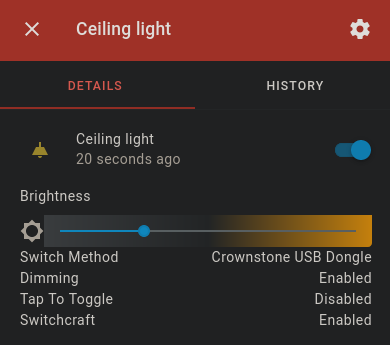 Ceiling light
DETAILS HISTORY
Ceiling light
20 seconds ago
Brightness
Switch Method Crownstone USB Dongle
Dimming Enabled
Tap To Toggle Disabled
Switchcraft Enabled